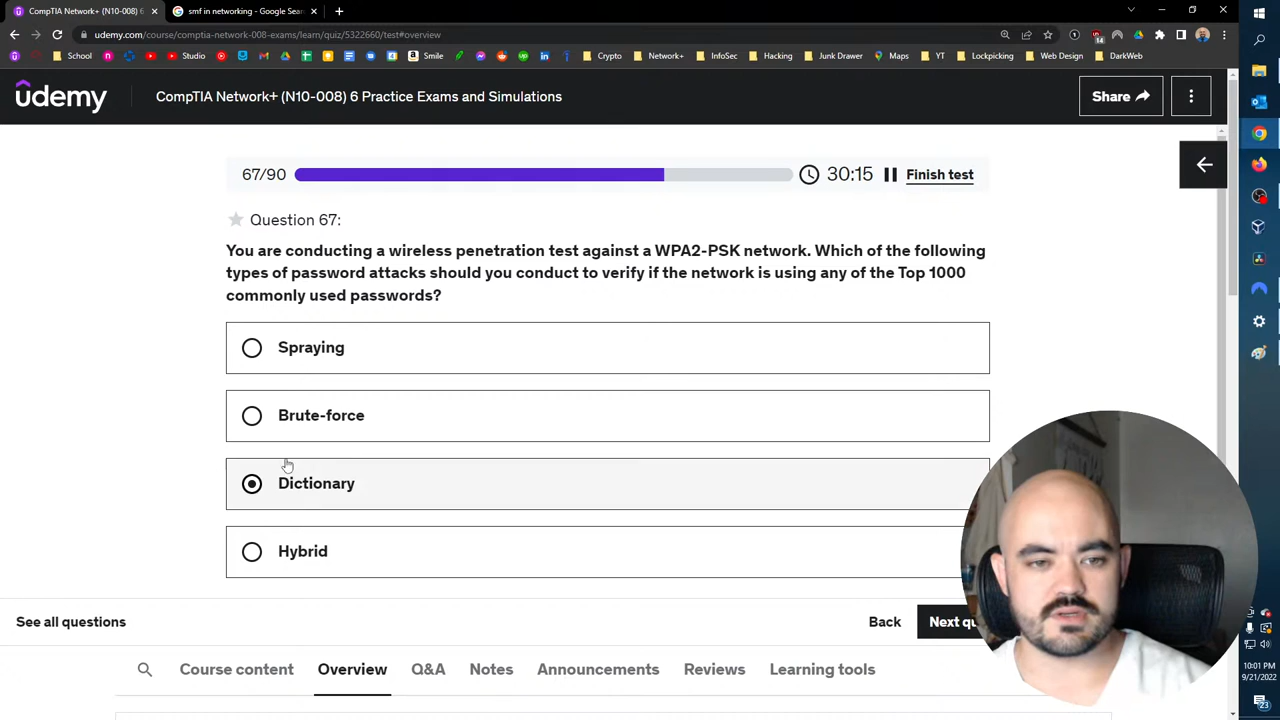 CompTIA Network+ (N10-008) 6
smf in networking - Google Sear
udemy.com/course/comptia-network-008-exams/learn/quiz/5322660/test#overview
14
School
Studio
Smile
Crypto
Network+
InfoSec
Hacking
Junk Drawer
Maps
YT
Lockpicking
Web Design
DarkWeb
udemy
CompTIA Network+ (N10-008) 6 Practice Exams and Simulations
Share
67/90
30:15
Finish test
Question 67:
You are conducting a wireless penetration test against a WPA2-PSK network. Which of the following
types of password attacks should you conduct to verify if the network is using any of the Top 1000
commonly used passwords?
Spraying
Brute-force
Dictionary
Hybrid
See all questions
Back
Next qu
Course content
Overview
Q&A
Notes
Announcements
Reviews
Learning tools
10:01 PM
9/21/2022
23